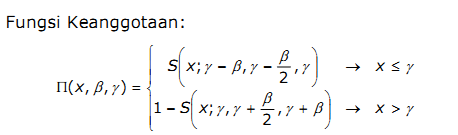 Fungsi Keanggotaan:
Π(x, β, γ) = { S(x; γ − β, γ − β/2, γ) → x ≤ γ
1 − S(x; γ, γ + β/2, γ + β) → x > γ